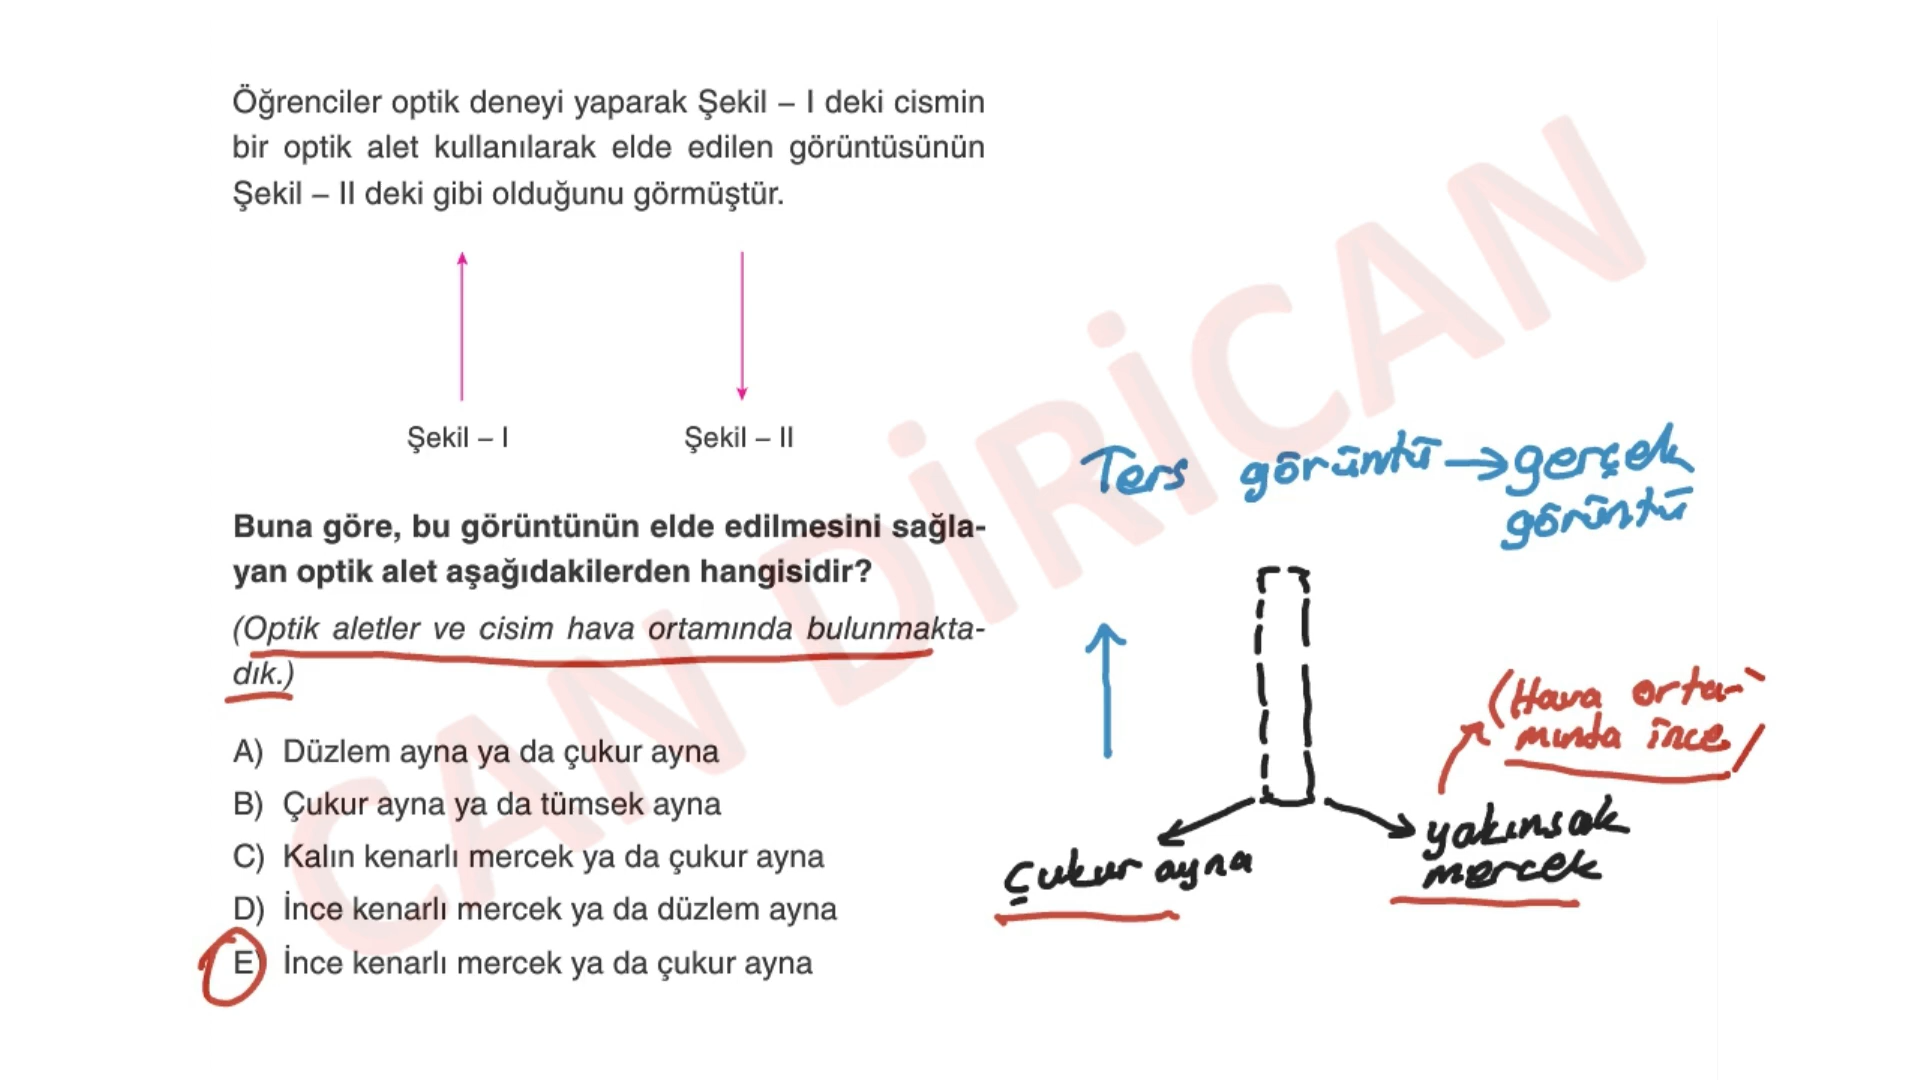 Öğrenciler optik deneyi yaparak Şekil – I deki cismin
bir optik alet kullanılarak elde edilen görüntüsünün
Şekil – II deki gibi olduğunu görmüştür.
Şekil – I
Şekil – II
Buna göre, bu görüntünün elde edilmesini sağla-
yan optik alet aşağıdakilerden hangisidir?
(Optik aletler ve cisim hava ortamında bulunmakta-
dık.)
A) Düzlem ayna ya da çukur ayna
B) Çukur ayna ya da tümsek ayna
C) Kalın kenarlı mercek ya da çukur ayna
D) İnce kenarlı mercek ya da düzlem ayna
E) İnce kenarlı mercek ya da çukur ayna
Ters görüntü → gerçek
görüntü
(Hava orta-
mında ince)
Çukur ayna
yakınsak
mercek
CAN DİRİCAN